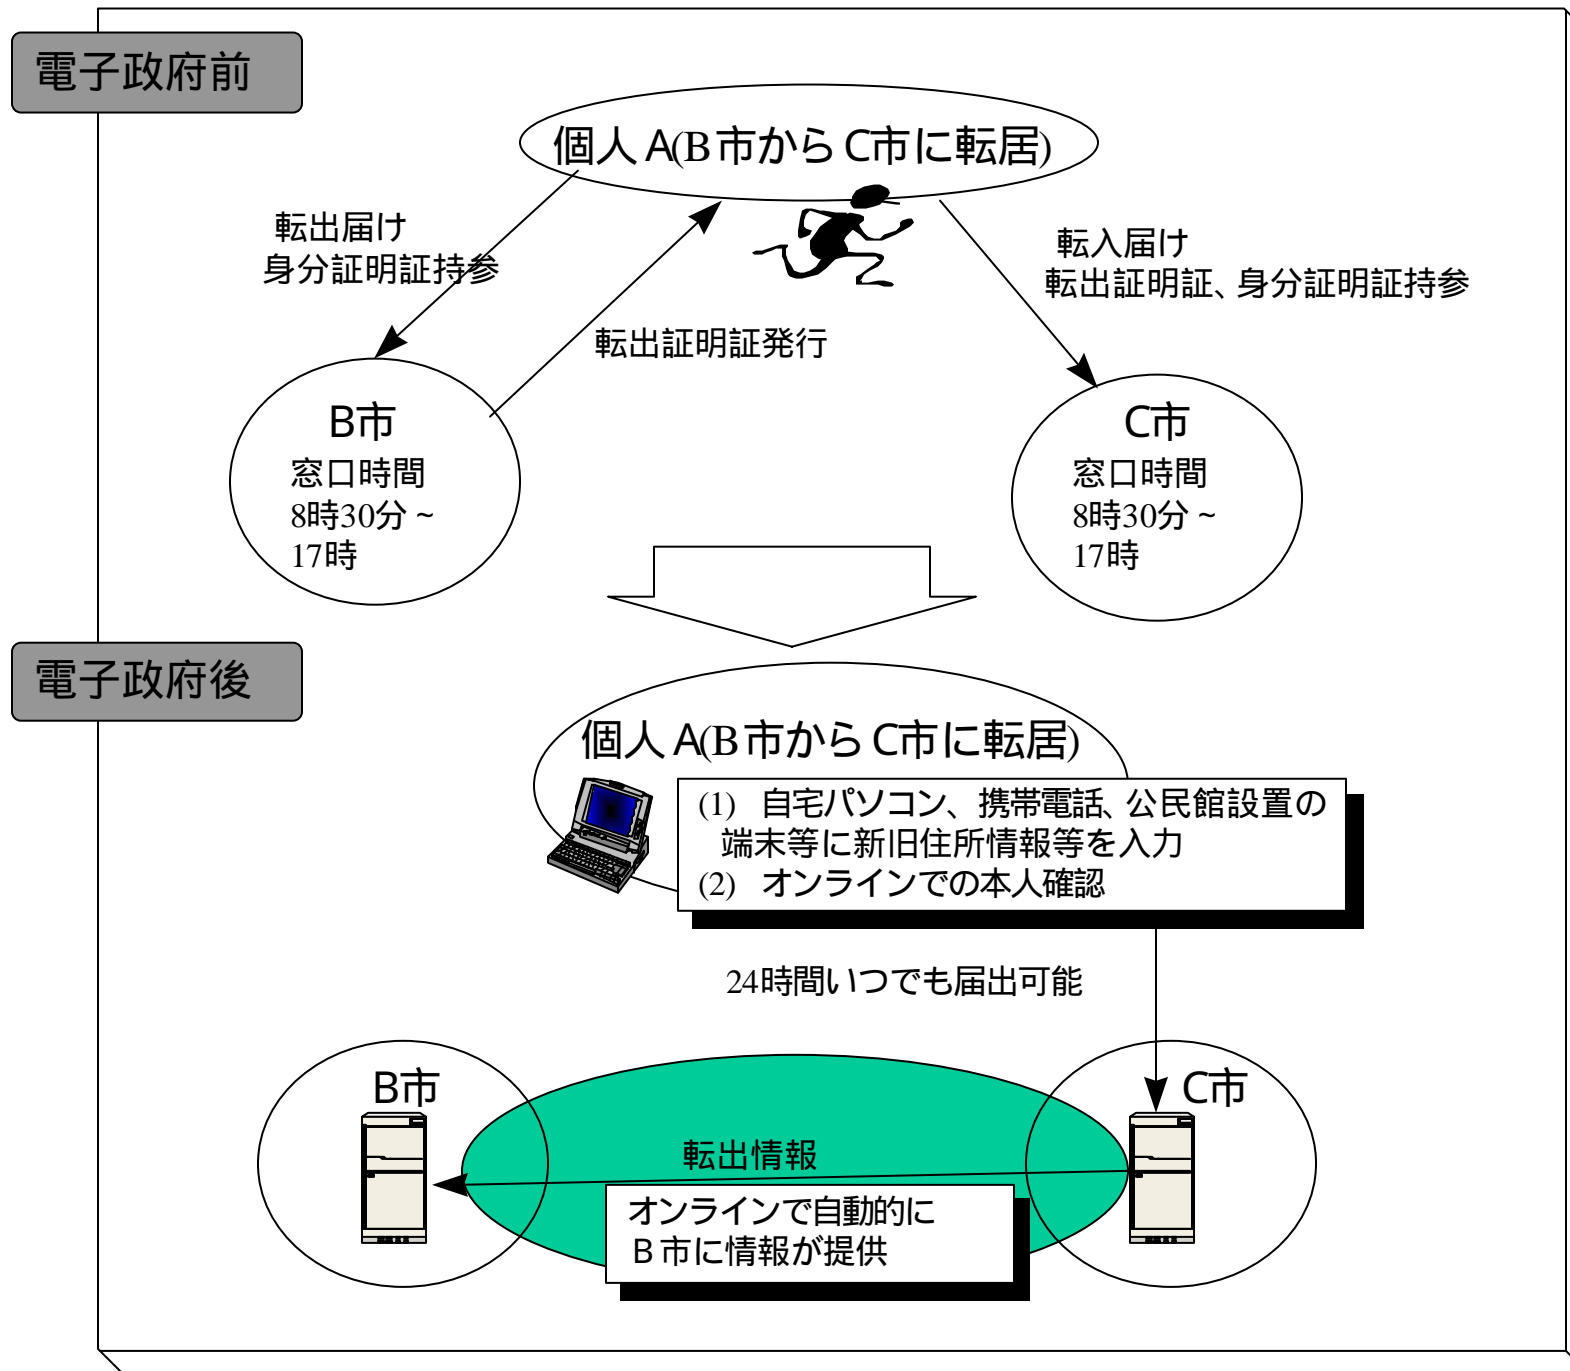 電子政府前
個人A(B市からC市に転居)
転出届け
身分証明証持参
転入届け
転出証明証、身分証明証持参
転出証明証発行
B市
窓口時間
8時30分～
17時
C市
窓口時間
8時30分～
17時
電子政府後
個人A(B市からC市に転居)
(1) 自宅パソコン、携帯電話、公民館設置の
端末等に新旧住所情報等を入力
(2) オンラインでの本人確認
24時間いつでも届出可能
B市
C市
転出情報
オンラインで自動的に
Ｂ市に情報が提供